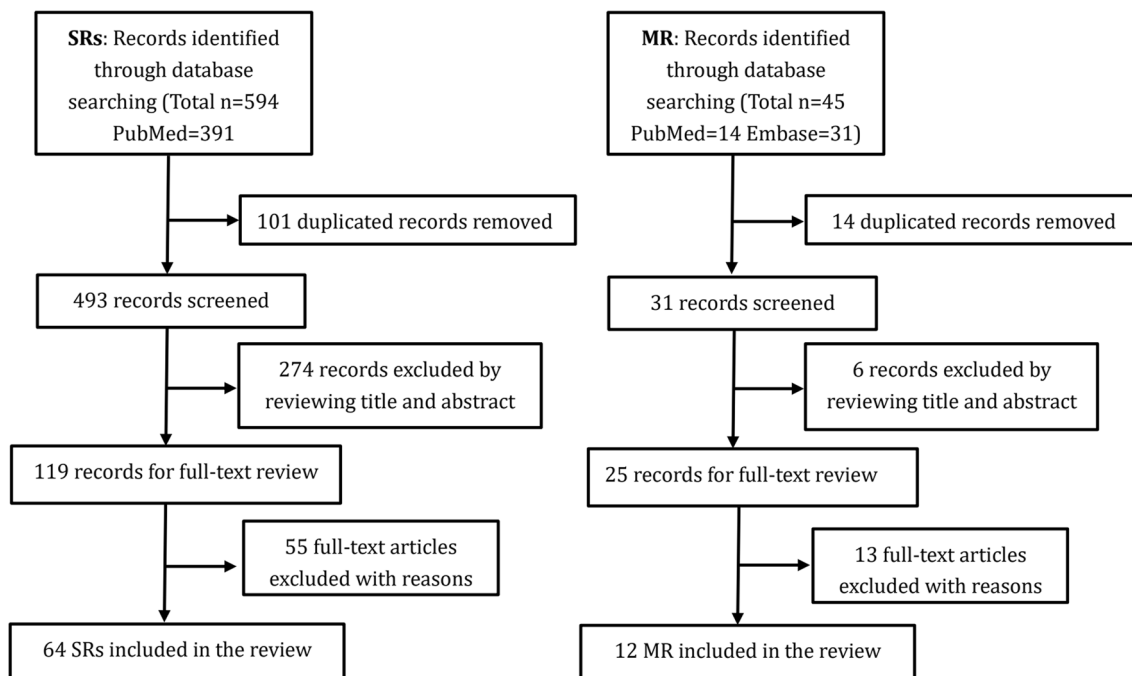 SRs: Records identified
through database
searching (Total n=594
PubMed=391
101 duplicated records removed
493 records screened
274 records excluded by
reviewing title and abstract
119 records for full-text review
55 full-text articles
excluded with reasons
64 SRs included in the review
MR: Records identified
through database
searching (Total n=45
PubMed=14 Embase=31)
14 duplicated records removed
31 records screened
6 records excluded by
reviewing title and abstract
25 records for full-text review
13 full-text articles
excluded with reasons
12 MR included in the review